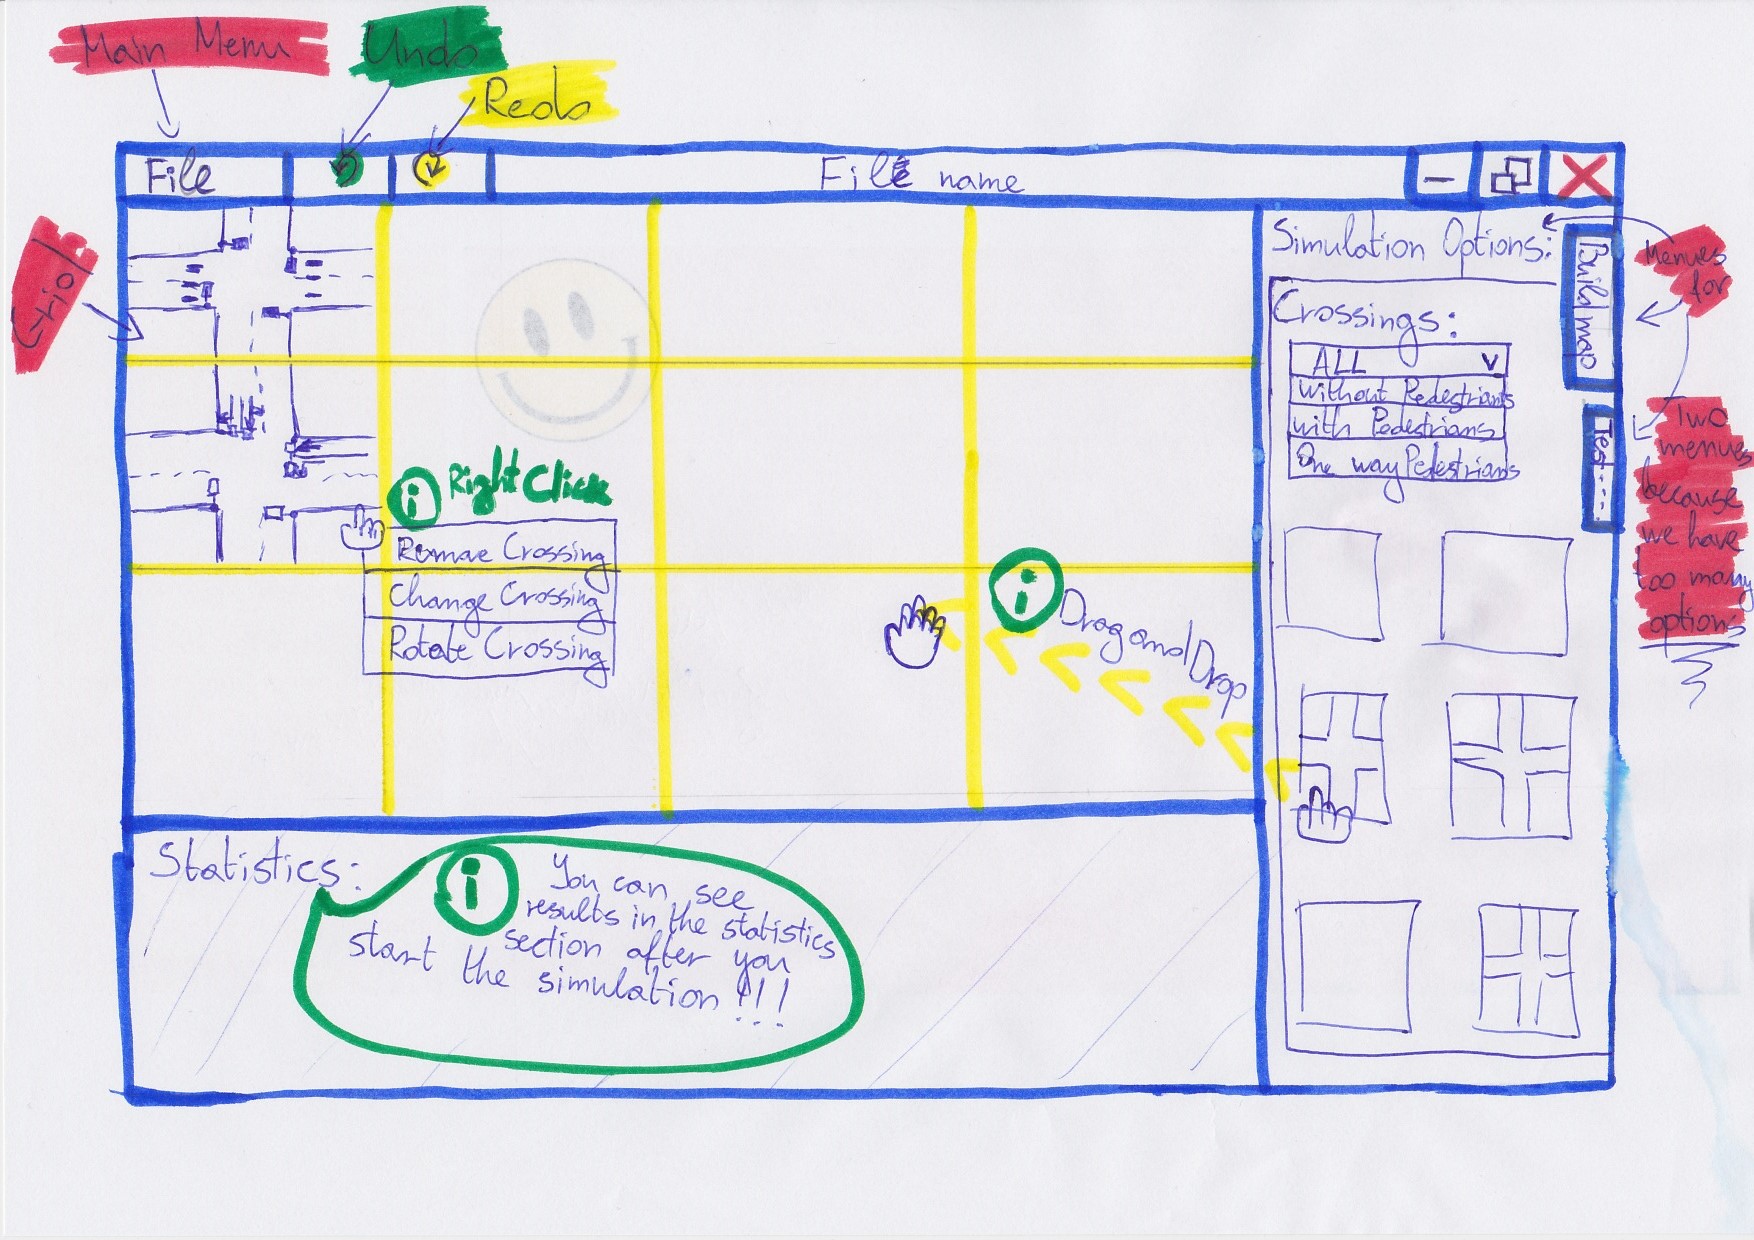 Main Menu
Undo
Redo
File
File name
Grid
Simulation Options:
Build map
Test---.
Menues
for
Crossings:
ALL V
without Pedestrians
with Pedestrians
One way Pedestrians
Two
menues
because
we have
too many
options
i Right Click
Remove Crossing
Change Crossing
Rotate Crossing
i Drag and Drop
Statistics:
i You can see
results in the statistics
section after you
start the simulation !!!